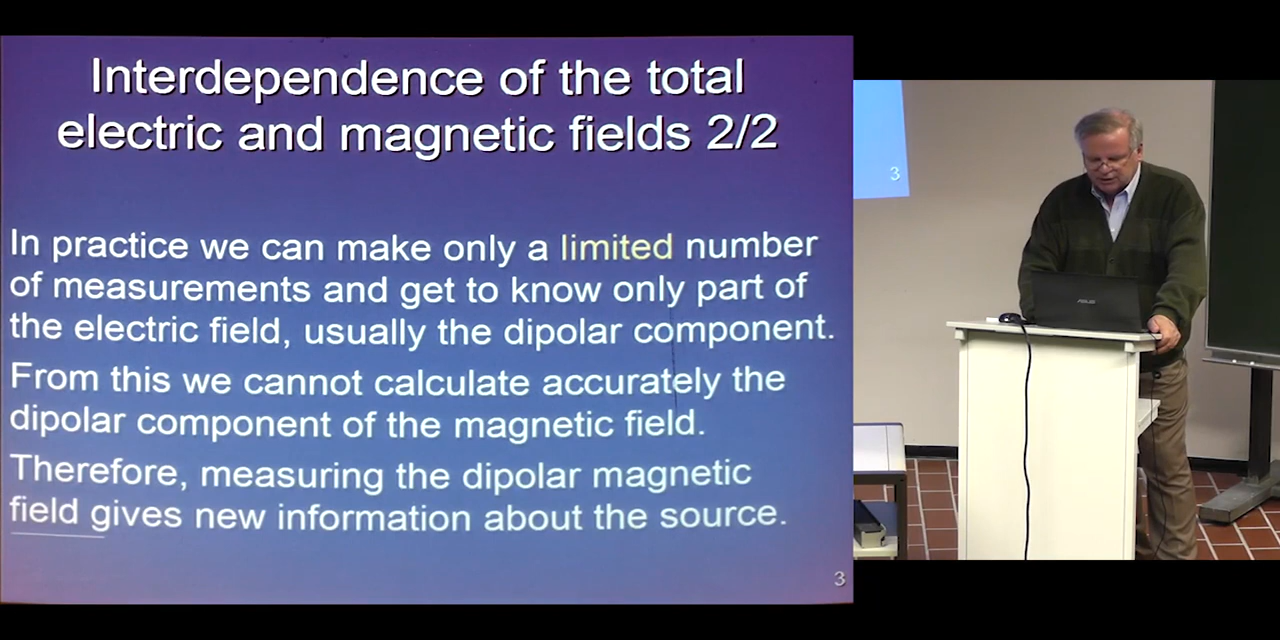 Interdependence of the total
electric and magnetic fields 2/2
In practice we can make only a limited number
of measurements and get to know only part of
the electric field, usually the dipolar component.
From this we cannot calculate accurately the
dipolar component of the magnetic field.
Therefore, measuring the dipolar magnetic
field gives new information about the source.
3
3
ASUS